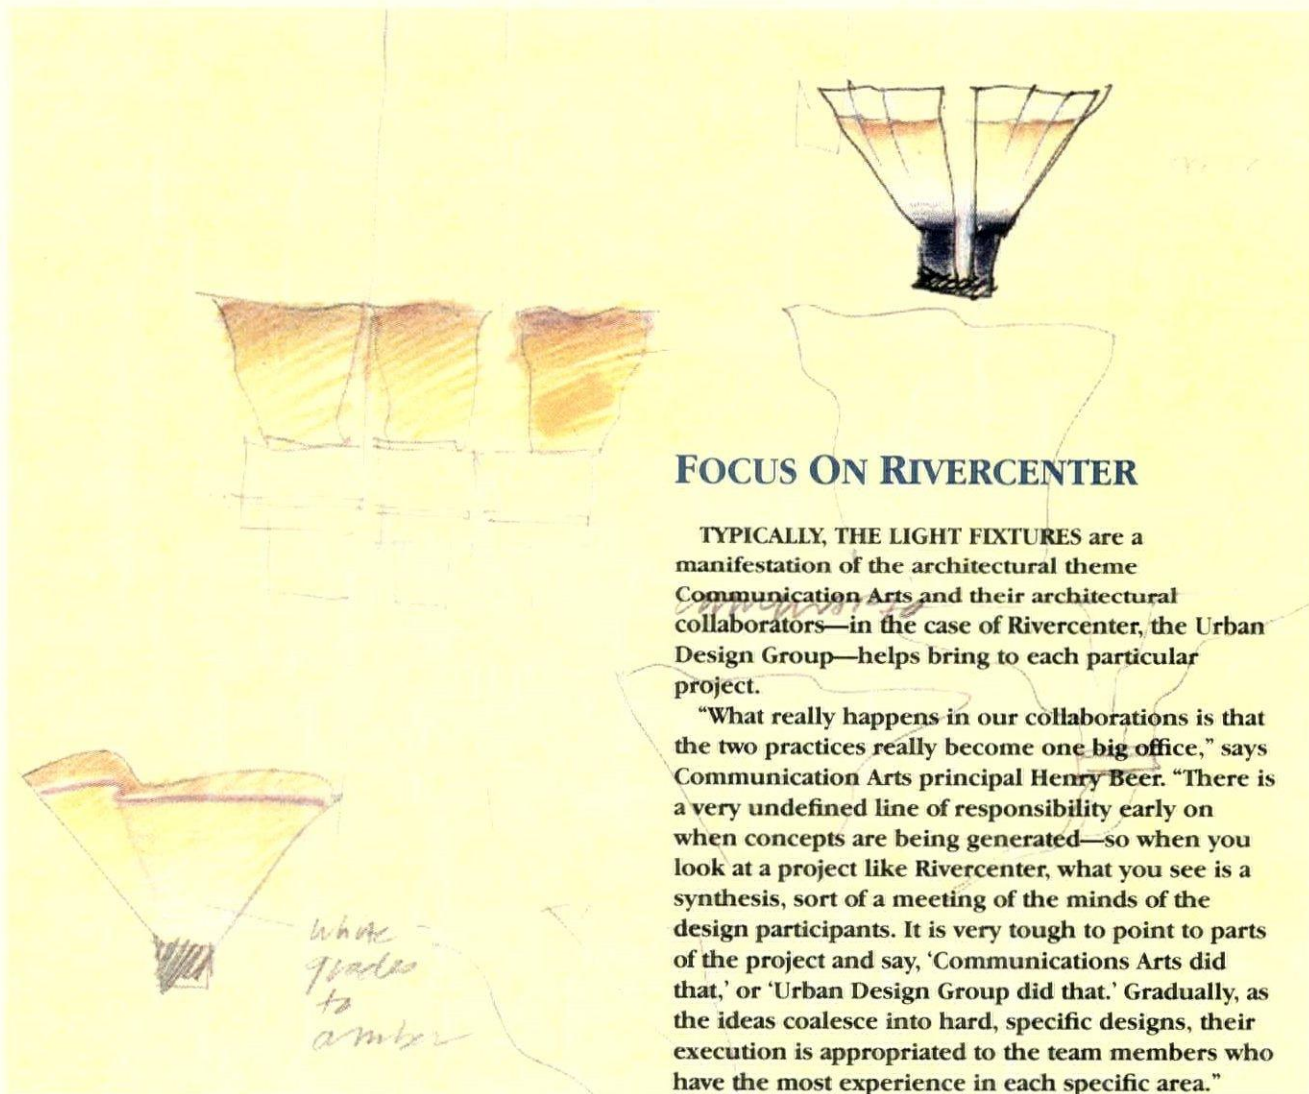 FOCUS ON RIVERCENTER
TYPICALLY, THE LIGHT FIXTURES are a
manifestation of the architectural theme
Communication Arts and their architectural
collaborators—in the case of Rivercenter, the Urban
Design Group—helps bring to each particular
project.
“What really happens in our collaborations is that
the two practices really become one big office,” says
Communication Arts principal Henry Beer. “There is
a very undefined line of responsibility early on
when concepts are being generated—so when you
look at a project like Rivercenter, what you see is a
synthesis, sort of a meeting of the minds of the
design participants. It is very tough to point to parts
of the project and say, ‘Communications Arts did
that,’ or ‘Urban Design Group did that.’ Gradually, as
the ideas coalesce into hard, specific designs, their
execution is appropriated to the team members who
have the most experience in each specific area.”
white
grades
to
amber